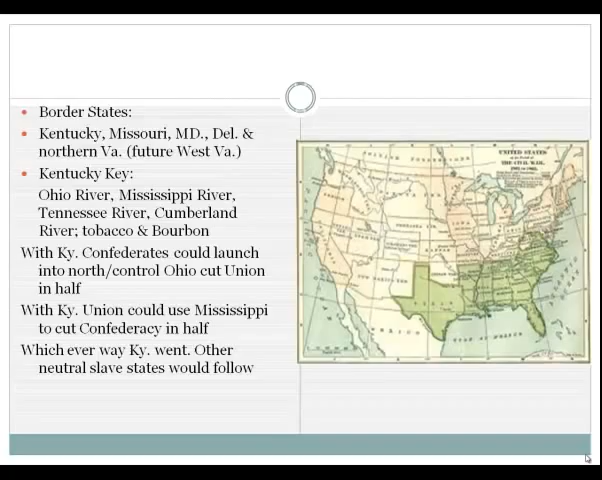 Border States:
Kentucky, Missouri, MD., Del. &
northern Va. (future West Va.)
Kentucky Key:
Ohio River, Mississippi River,
Tennessee River, Cumberland
River; tobacco & Bourbon
With Ky. Confederates could launch
into north/control Ohio cut Union
in half
With Ky. Union could use Mississippi
to cut Confederacy in half
Which ever way Ky. went. Other
neutral slave states would follow
UNITED STATES
THE CIVIL WAR,
GULF OF MEXICO